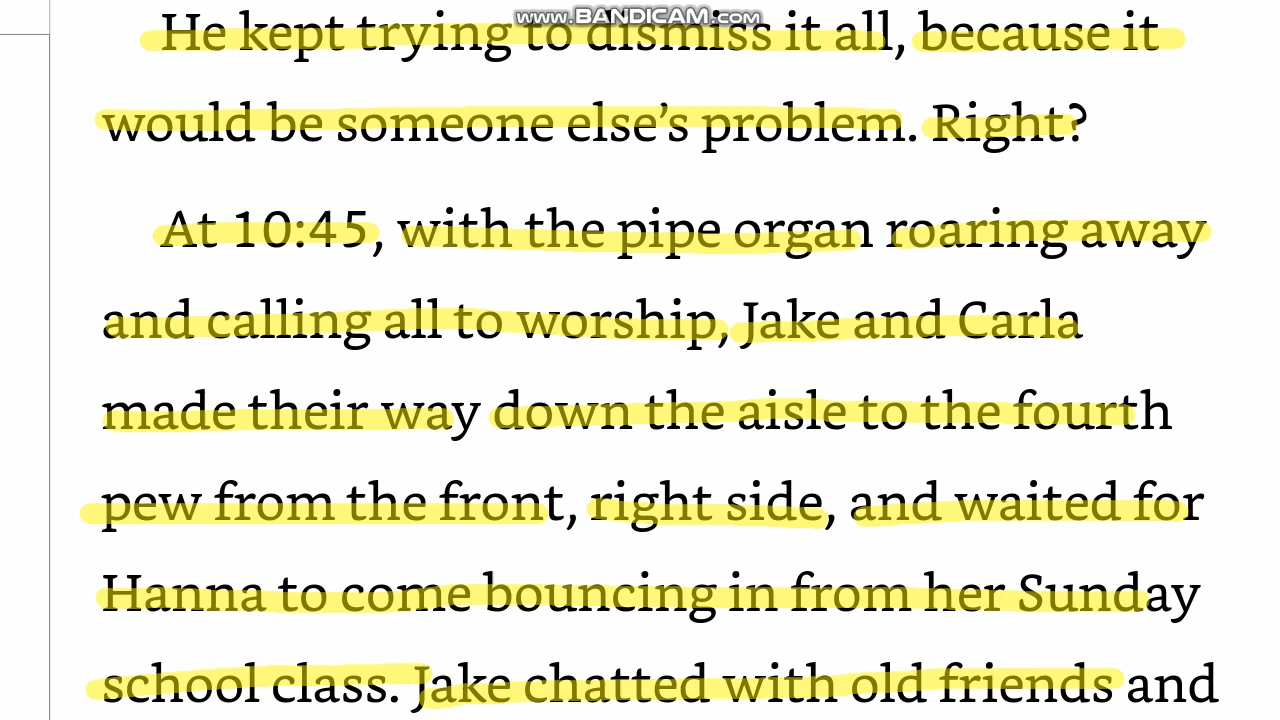 www.BANDICAM.com
He kept trying to dismiss it all, because it
would be someone else’s problem. Right?
At 10:45, with the pipe organ roaring away
and calling all to worship, Jake and Carla
made their way down the aisle to the fourth
pew from the front, right side, and waited for
Hanna to come bouncing in from her Sunday
school class. Jake chatted with old friends and